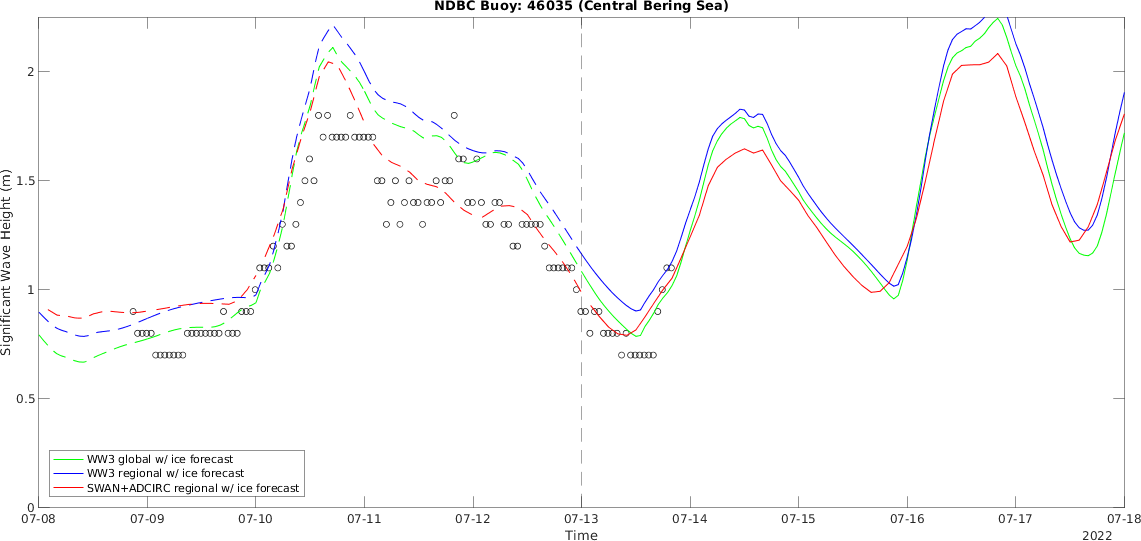 NDBC Buoy: 46035 (Central Bering Sea)
Significant Wave Height (m)
2
1.5
1
0.5
0
WW3 global w/ ice forecast
WW3 regional w/ ice forecast
SWAN+ADCIRC regional w/ ice forecast
07-08 07-09 07-10 07-11 07-12 07-13 07-14 07-15 07-16 07-17 07-18
Time
2022